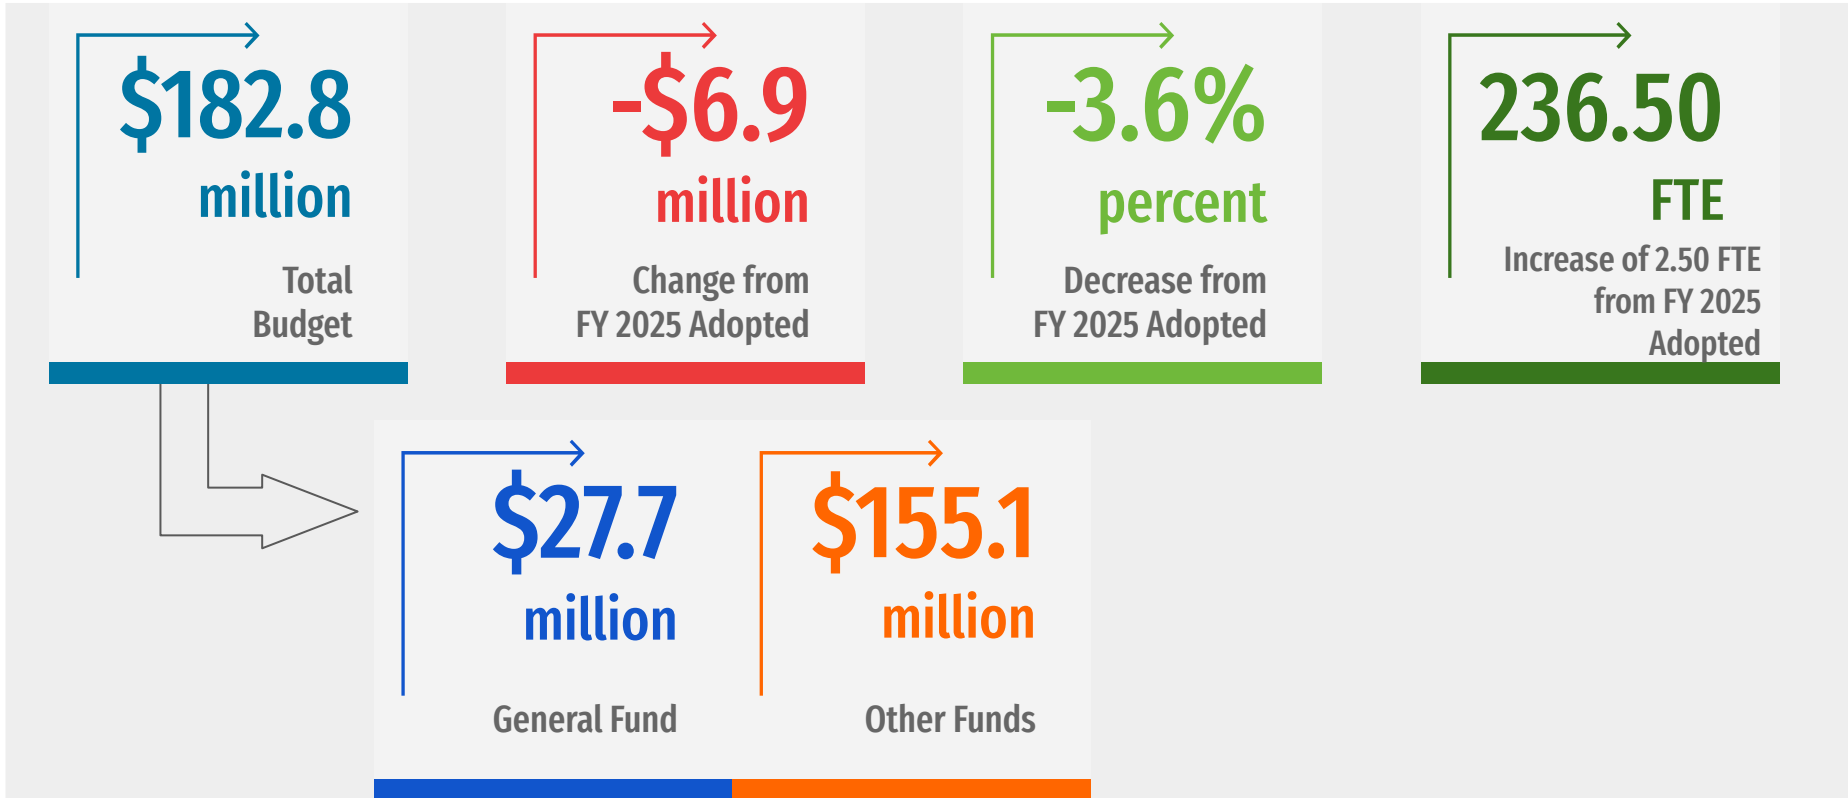 $182.8
million
Total
Budget
-$6.9
million
Change from
FY 2025 Adopted
-3.6%
percent
Decrease from
FY 2025 Adopted
236.50
FTE
Increase of 2.50 FTE
from FY 2025
Adopted
$27.7
million
General Fund
$155.1
million
Other Funds